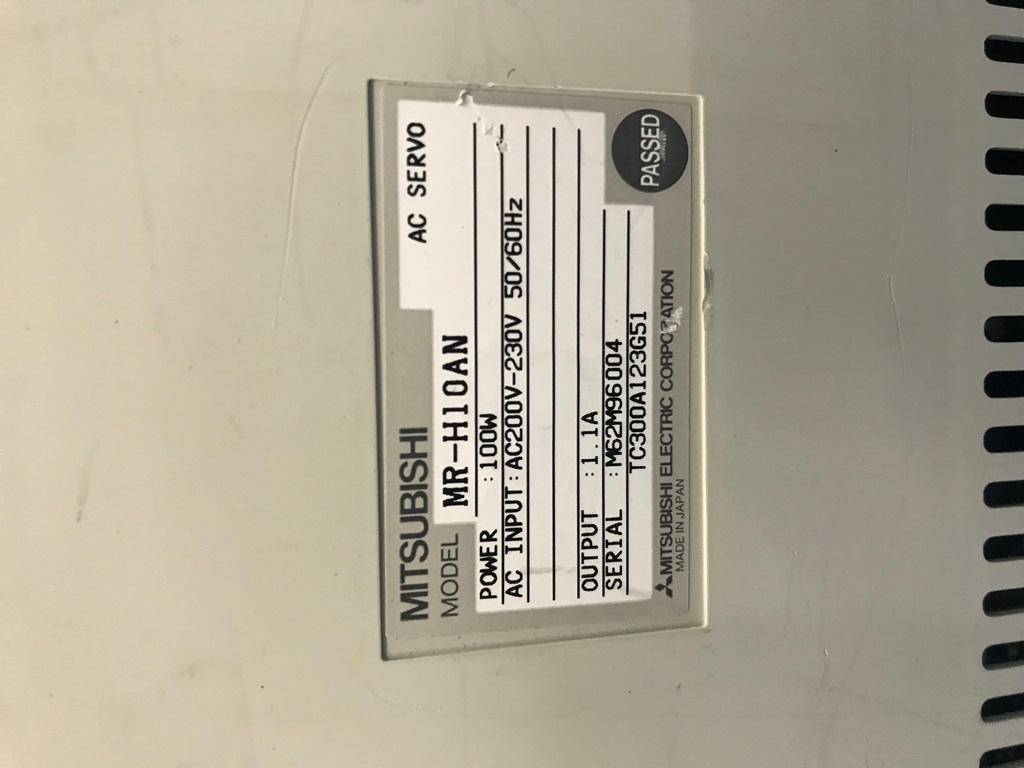 MITSUBISHI
AC SERVO
MODEL MR-H10AN
POWER :100W
AC INPUT:AC200V-230V 50/60Hz
OUTPUT :1.1A
SERIAL :M62M96004
TC300A123G51
MITSUBISHI ELECTRIC CORPORATION
MADE IN JAPAN
PASSED